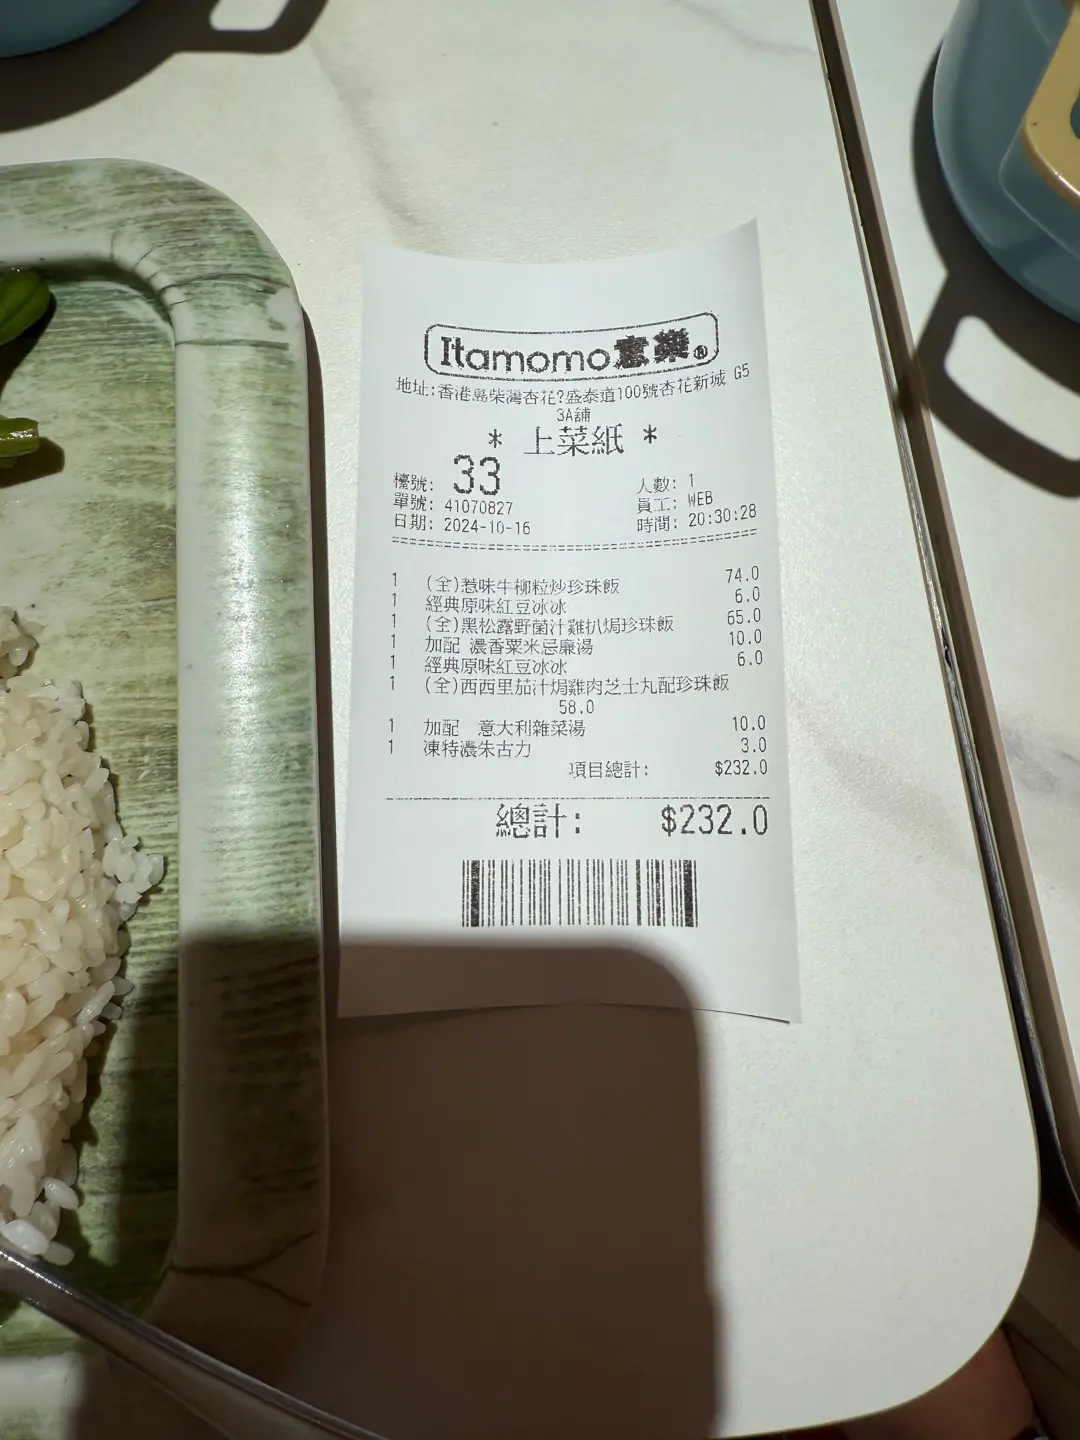 Itamomo意樂®
地址:香港島柴灣杏花?盛泰道100號杏花新城 G5
3A舖
* 上菜紙 *
檯號: 33 人數: 1
單號: 41070827 員工: WEB
日期: 2024-10-16 時間: 20:30:28
1 (全)惹味牛柳粒炒珍珠飯 74.0
1 經典原味紅豆冰冰 6.0
1 (全)黑松露野菌汁雞扒焗珍珠飯 65.0
1 加配 濃香粟米忌廉湯 10.0
1 經典原味紅豆冰冰 6.0
1 (全)西西里茄汁焗雞肉芝士丸配珍珠飯
58.0
1 加配 意大利雜菜湯 10.0
1 凍特濃朱古力 3.0
項目總計: $232.0
總計: $232.0